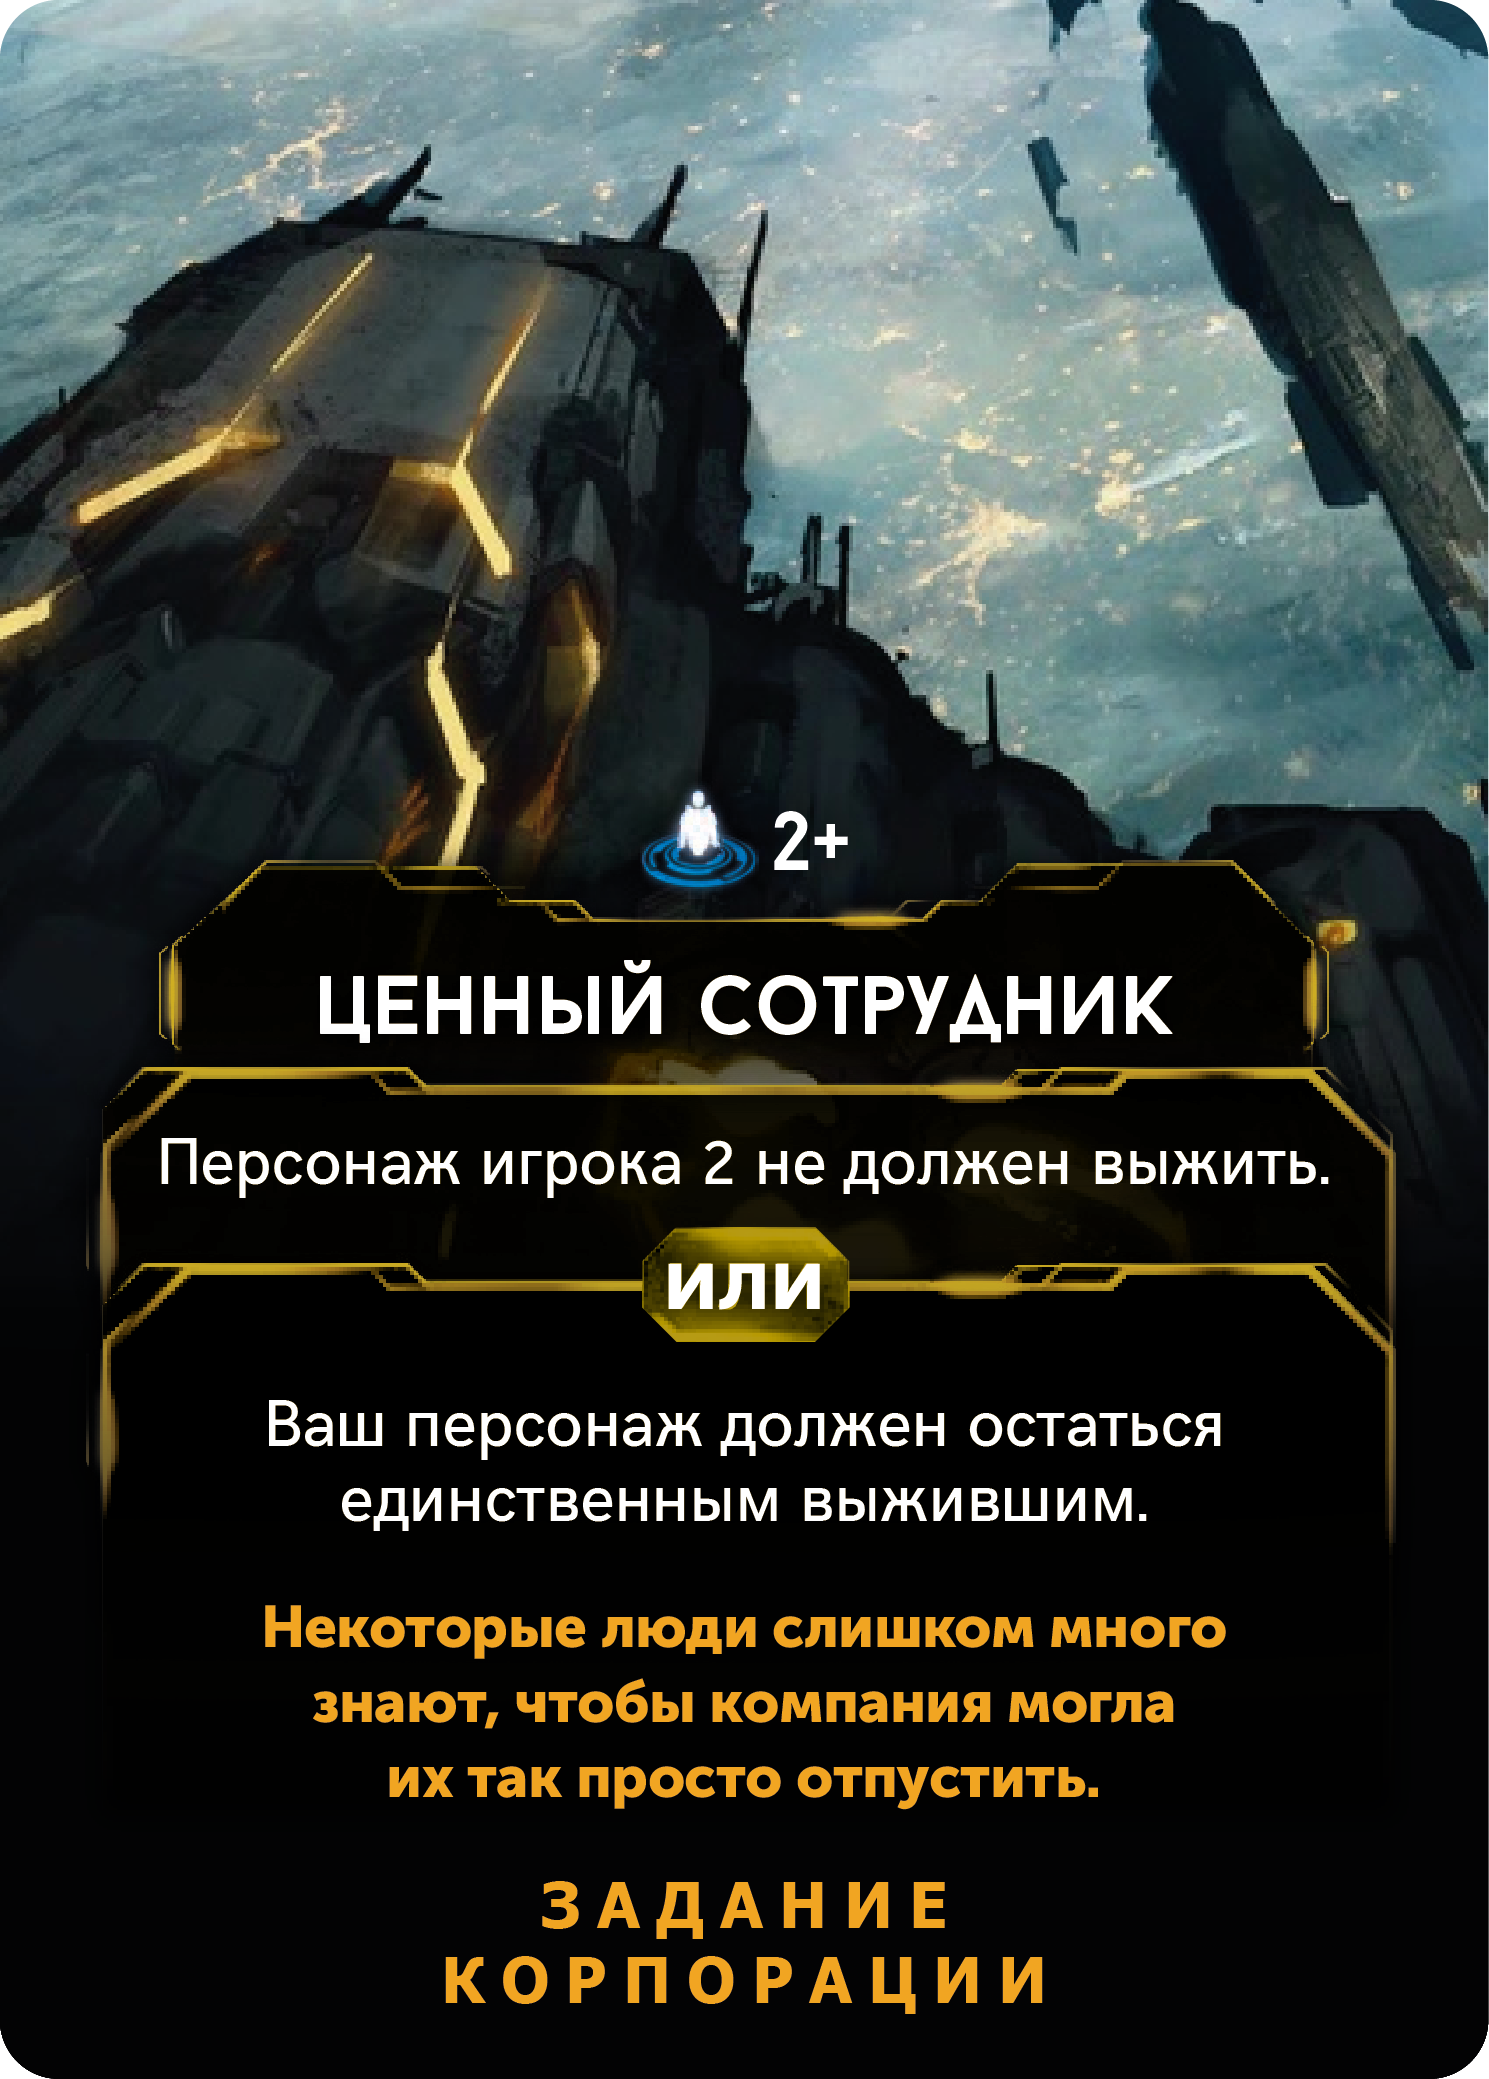 2+
ЦЕННЫЙ СОТРУДНИК
Персонаж игрока 2 не должен выжить.
ИЛИ
Ваш персонаж должен остаться
единственным выжившим.
Некоторые люди слишком много
знают, чтобы компания могла
их так просто отпустить.
ЗАДАНИЕ
КОРПОРАЦИИ